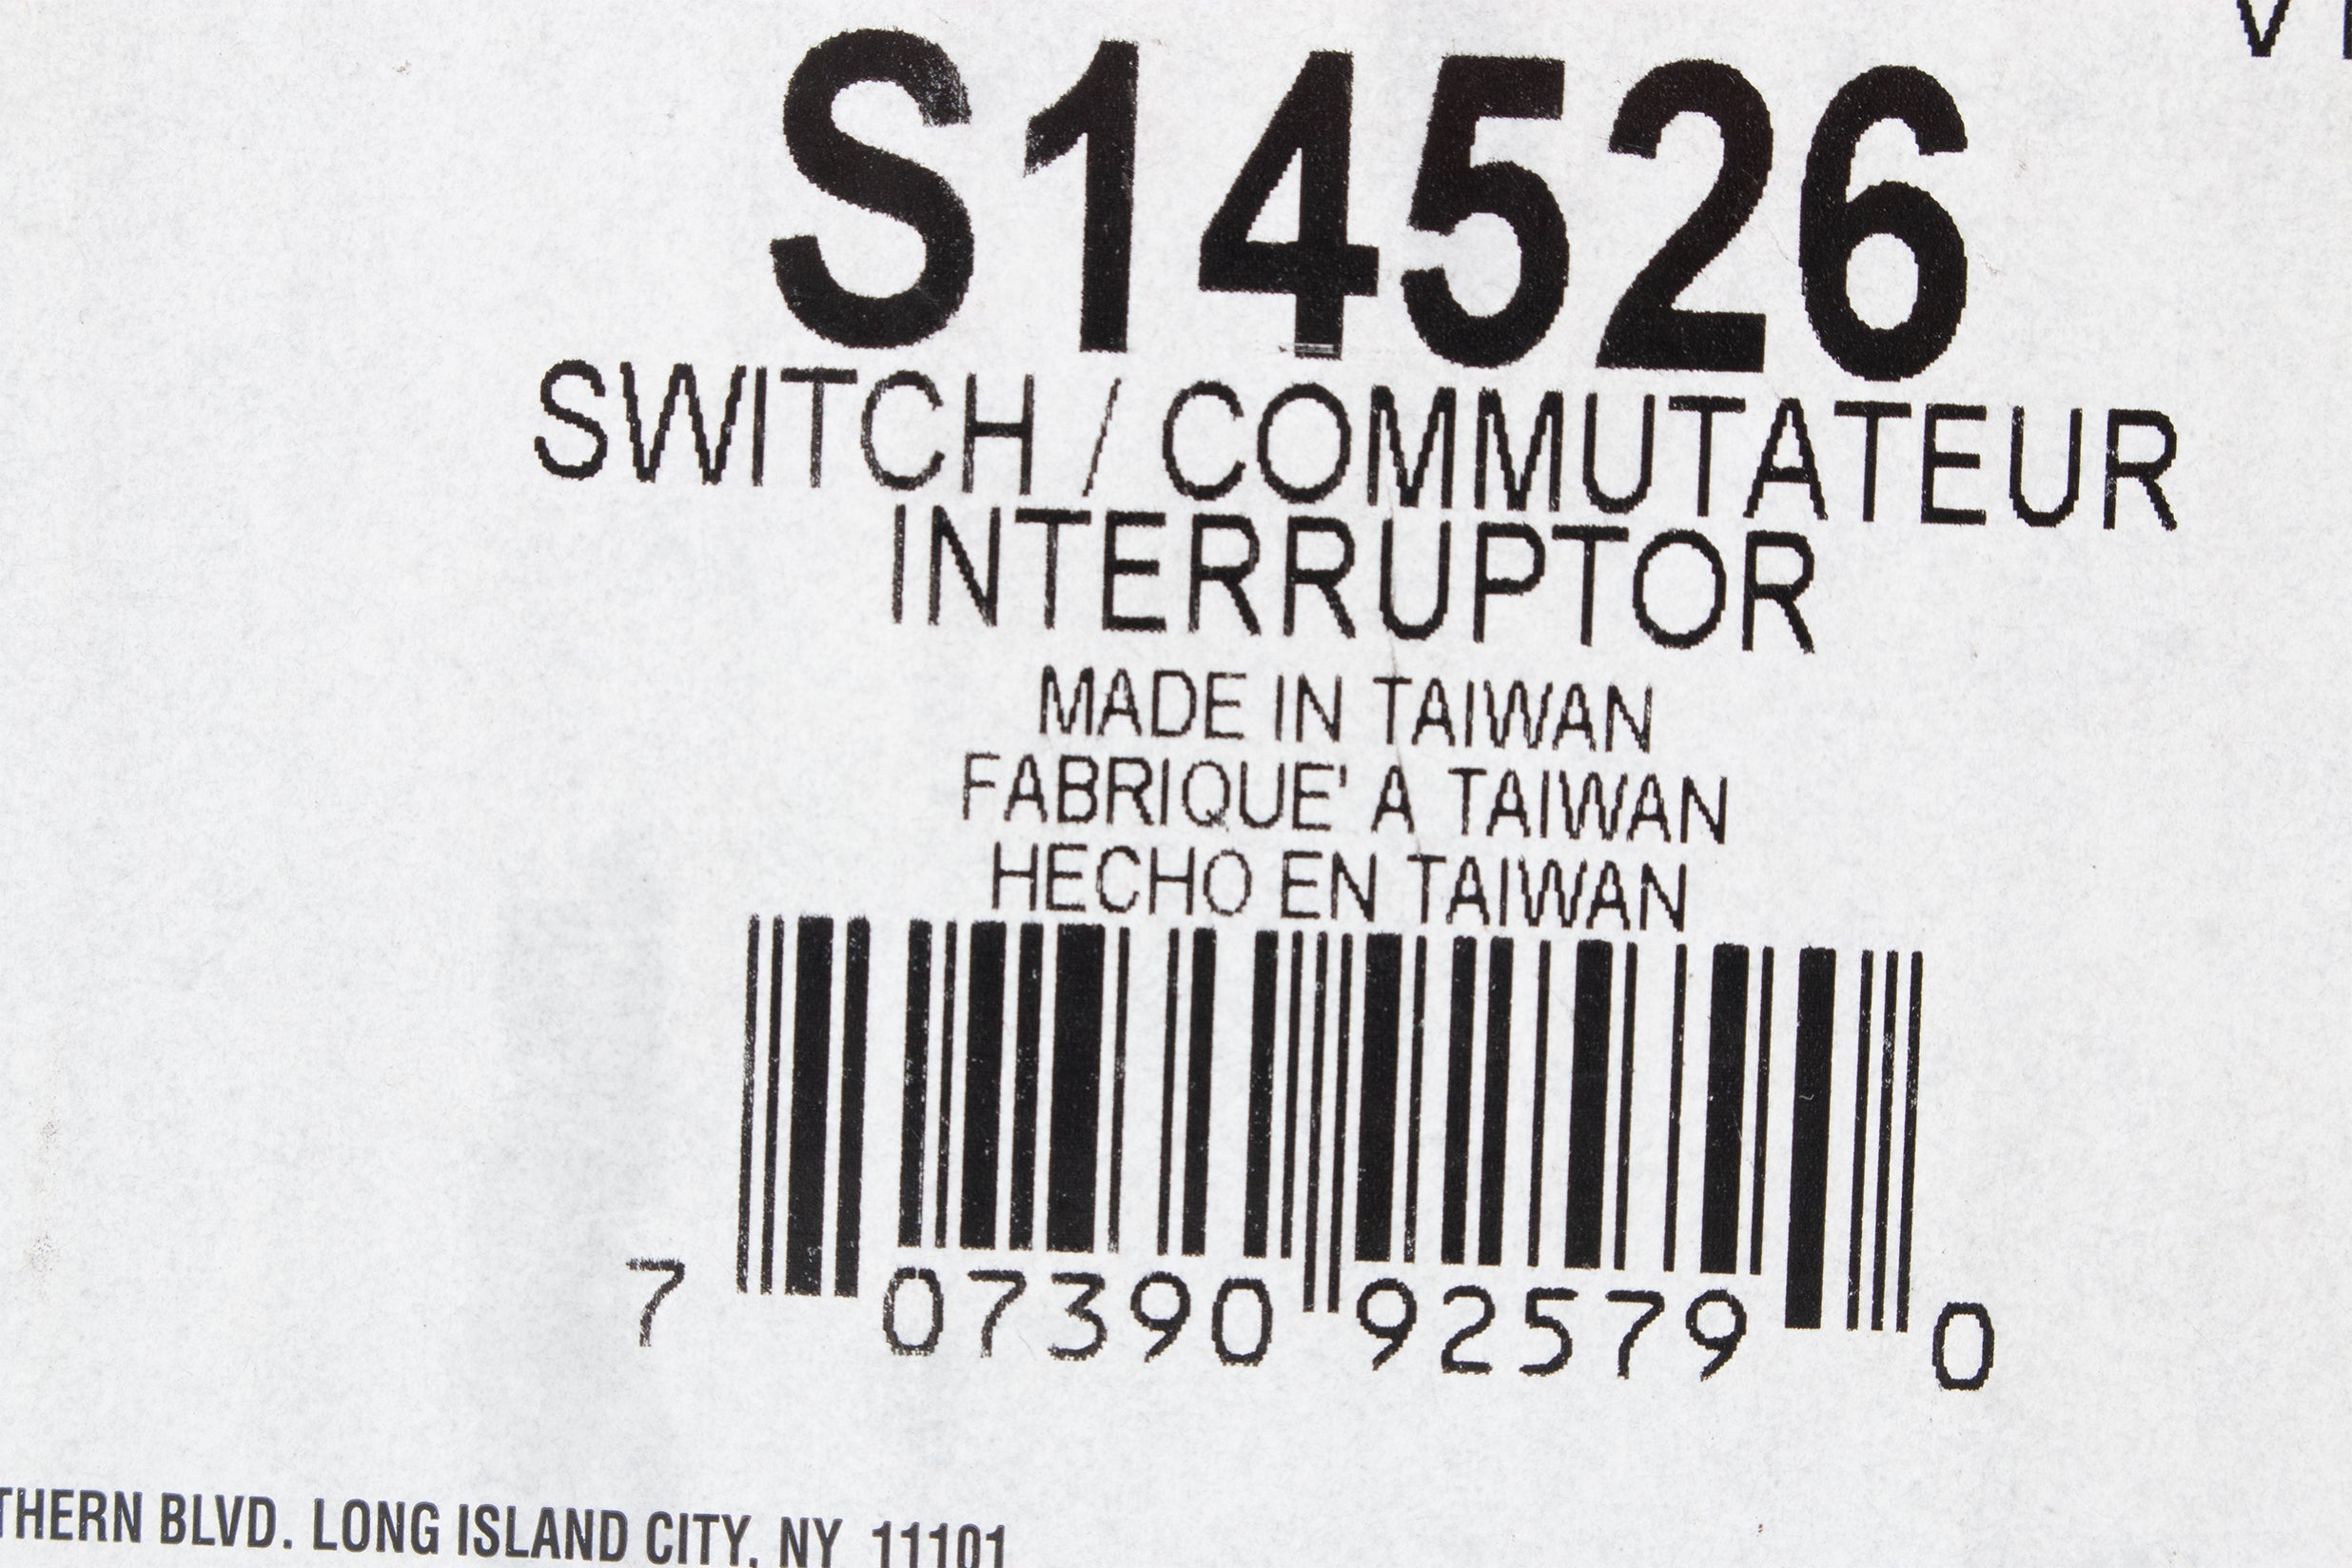 S14526
SWITCH / COMMUTATEUR
INTERRUPTOR
MADE IN TAIWAN
FABRIQUE' A TAIWAN
HECHO EN TAIWAN
7 07390 92579 0
BLVD. LONG ISLAND CITY, NY 11101